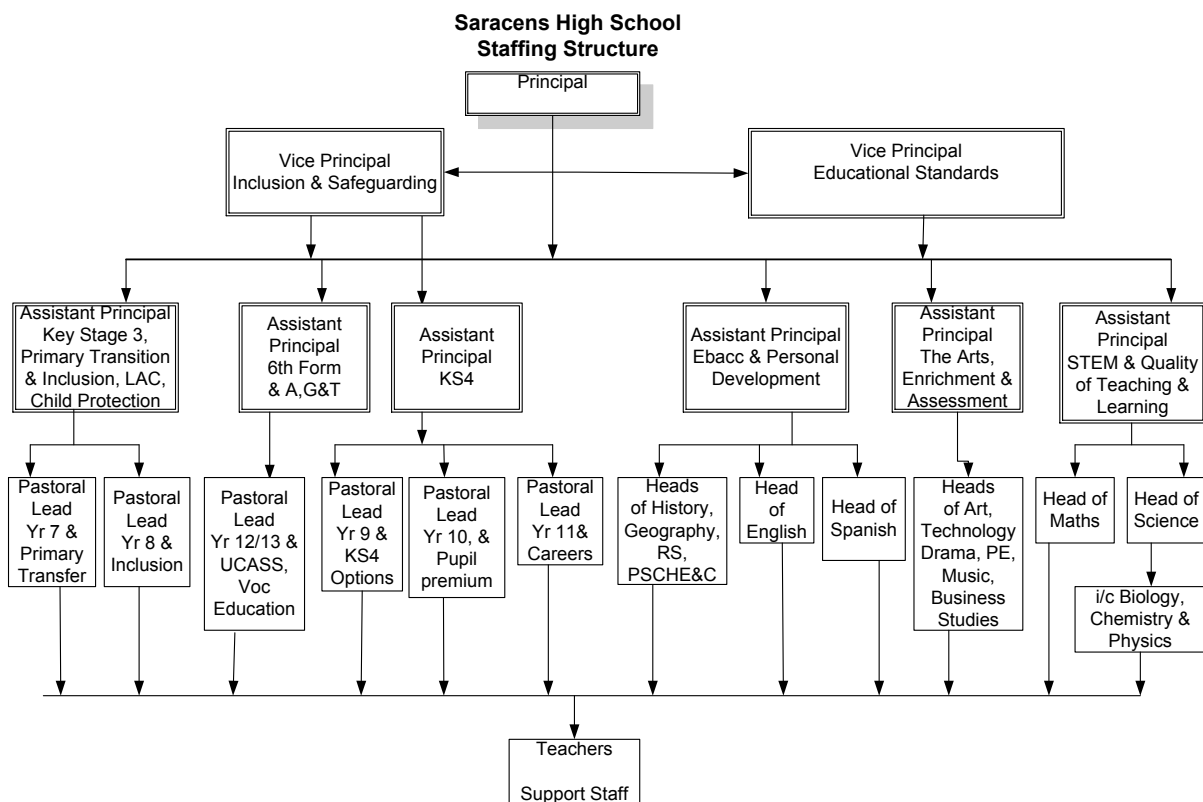 Saracens High School
Staffing Structure
Principal
Vice Principal
Inclusion & Safeguarding
Vice Principal
Educational Standards
Assistant Principal
Key Stage 3,
Primary Transition
& Inclusion, LAC,
Child Protection
Assistant
Principal
6th Form
& A,G&T
Assistant
Principal
KS4
Assistant Principal
Ebacc & Personal
Development
Assistant
Principal
The Arts,
Enrichment &
Assessment
Assistant
Principal
STEM & Quality
of Teaching &
Learning
Pastoral
Lead
Yr 7 &
Primary
Transfer
Pastoral
Lead
Yr 8 &
Inclusion
Pastoral
Lead
Yr 12/13 &
UCASS,
Voc
Education
Pastoral
Lead
Yr 9 &
KS4
Options
Pastoral
Lead
Yr 10, &
Pupil
premium
Pastoral
Lead
Yr 11&
Careers
Heads
of History,
Geography,
RS,
PSCHE&C
Head
of
English
Head of
Spanish
Heads
of Art,
Technology
Drama, PE,
Music,
Business
Studies
Head of
Maths
Head of
Science
i/c Biology,
Chemistry &
Physics
Teachers
Support Staff